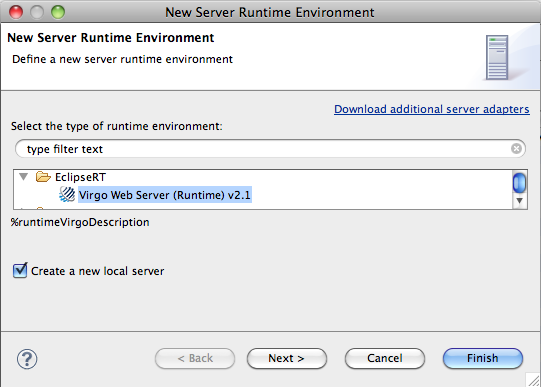 New Server Runtime Environment
New Server Runtime Environment
Define a new server runtime environment
Download additional server adapters
Select the type of runtime environment:
type filter text
EclipseRT
Virgo Web Server (Runtime) v2.1
%runtimeVirgoDescription
Create a new local server
?
< Back
Next >
Cancel
Finish